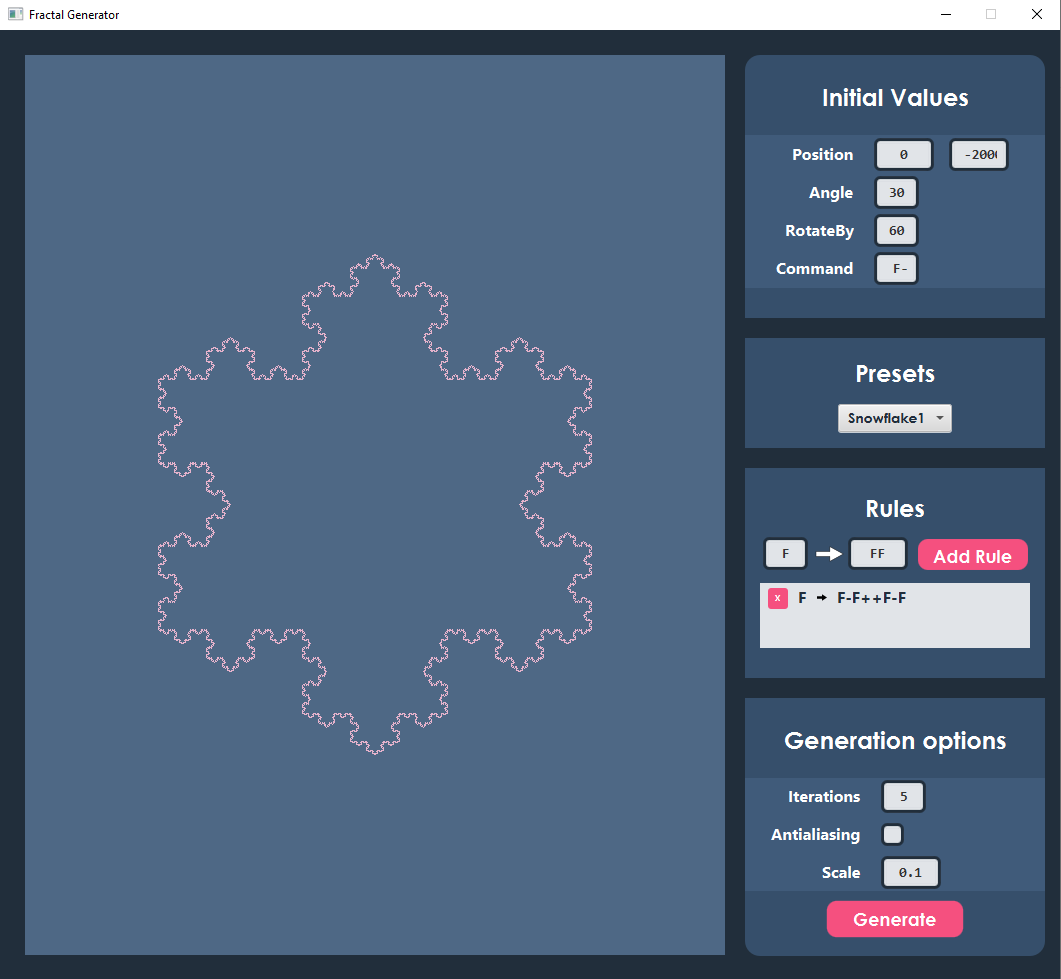 Fractal Generator
Initial Values
Position 0 -200
Angle 30
RotateBy 60
Command F-
Presets
Snowflake1
Rules
F → FF Add Rule
x F → F-F++F-F
Generation options
Iterations 5
Antialiasing
Scale 0.1
Generate